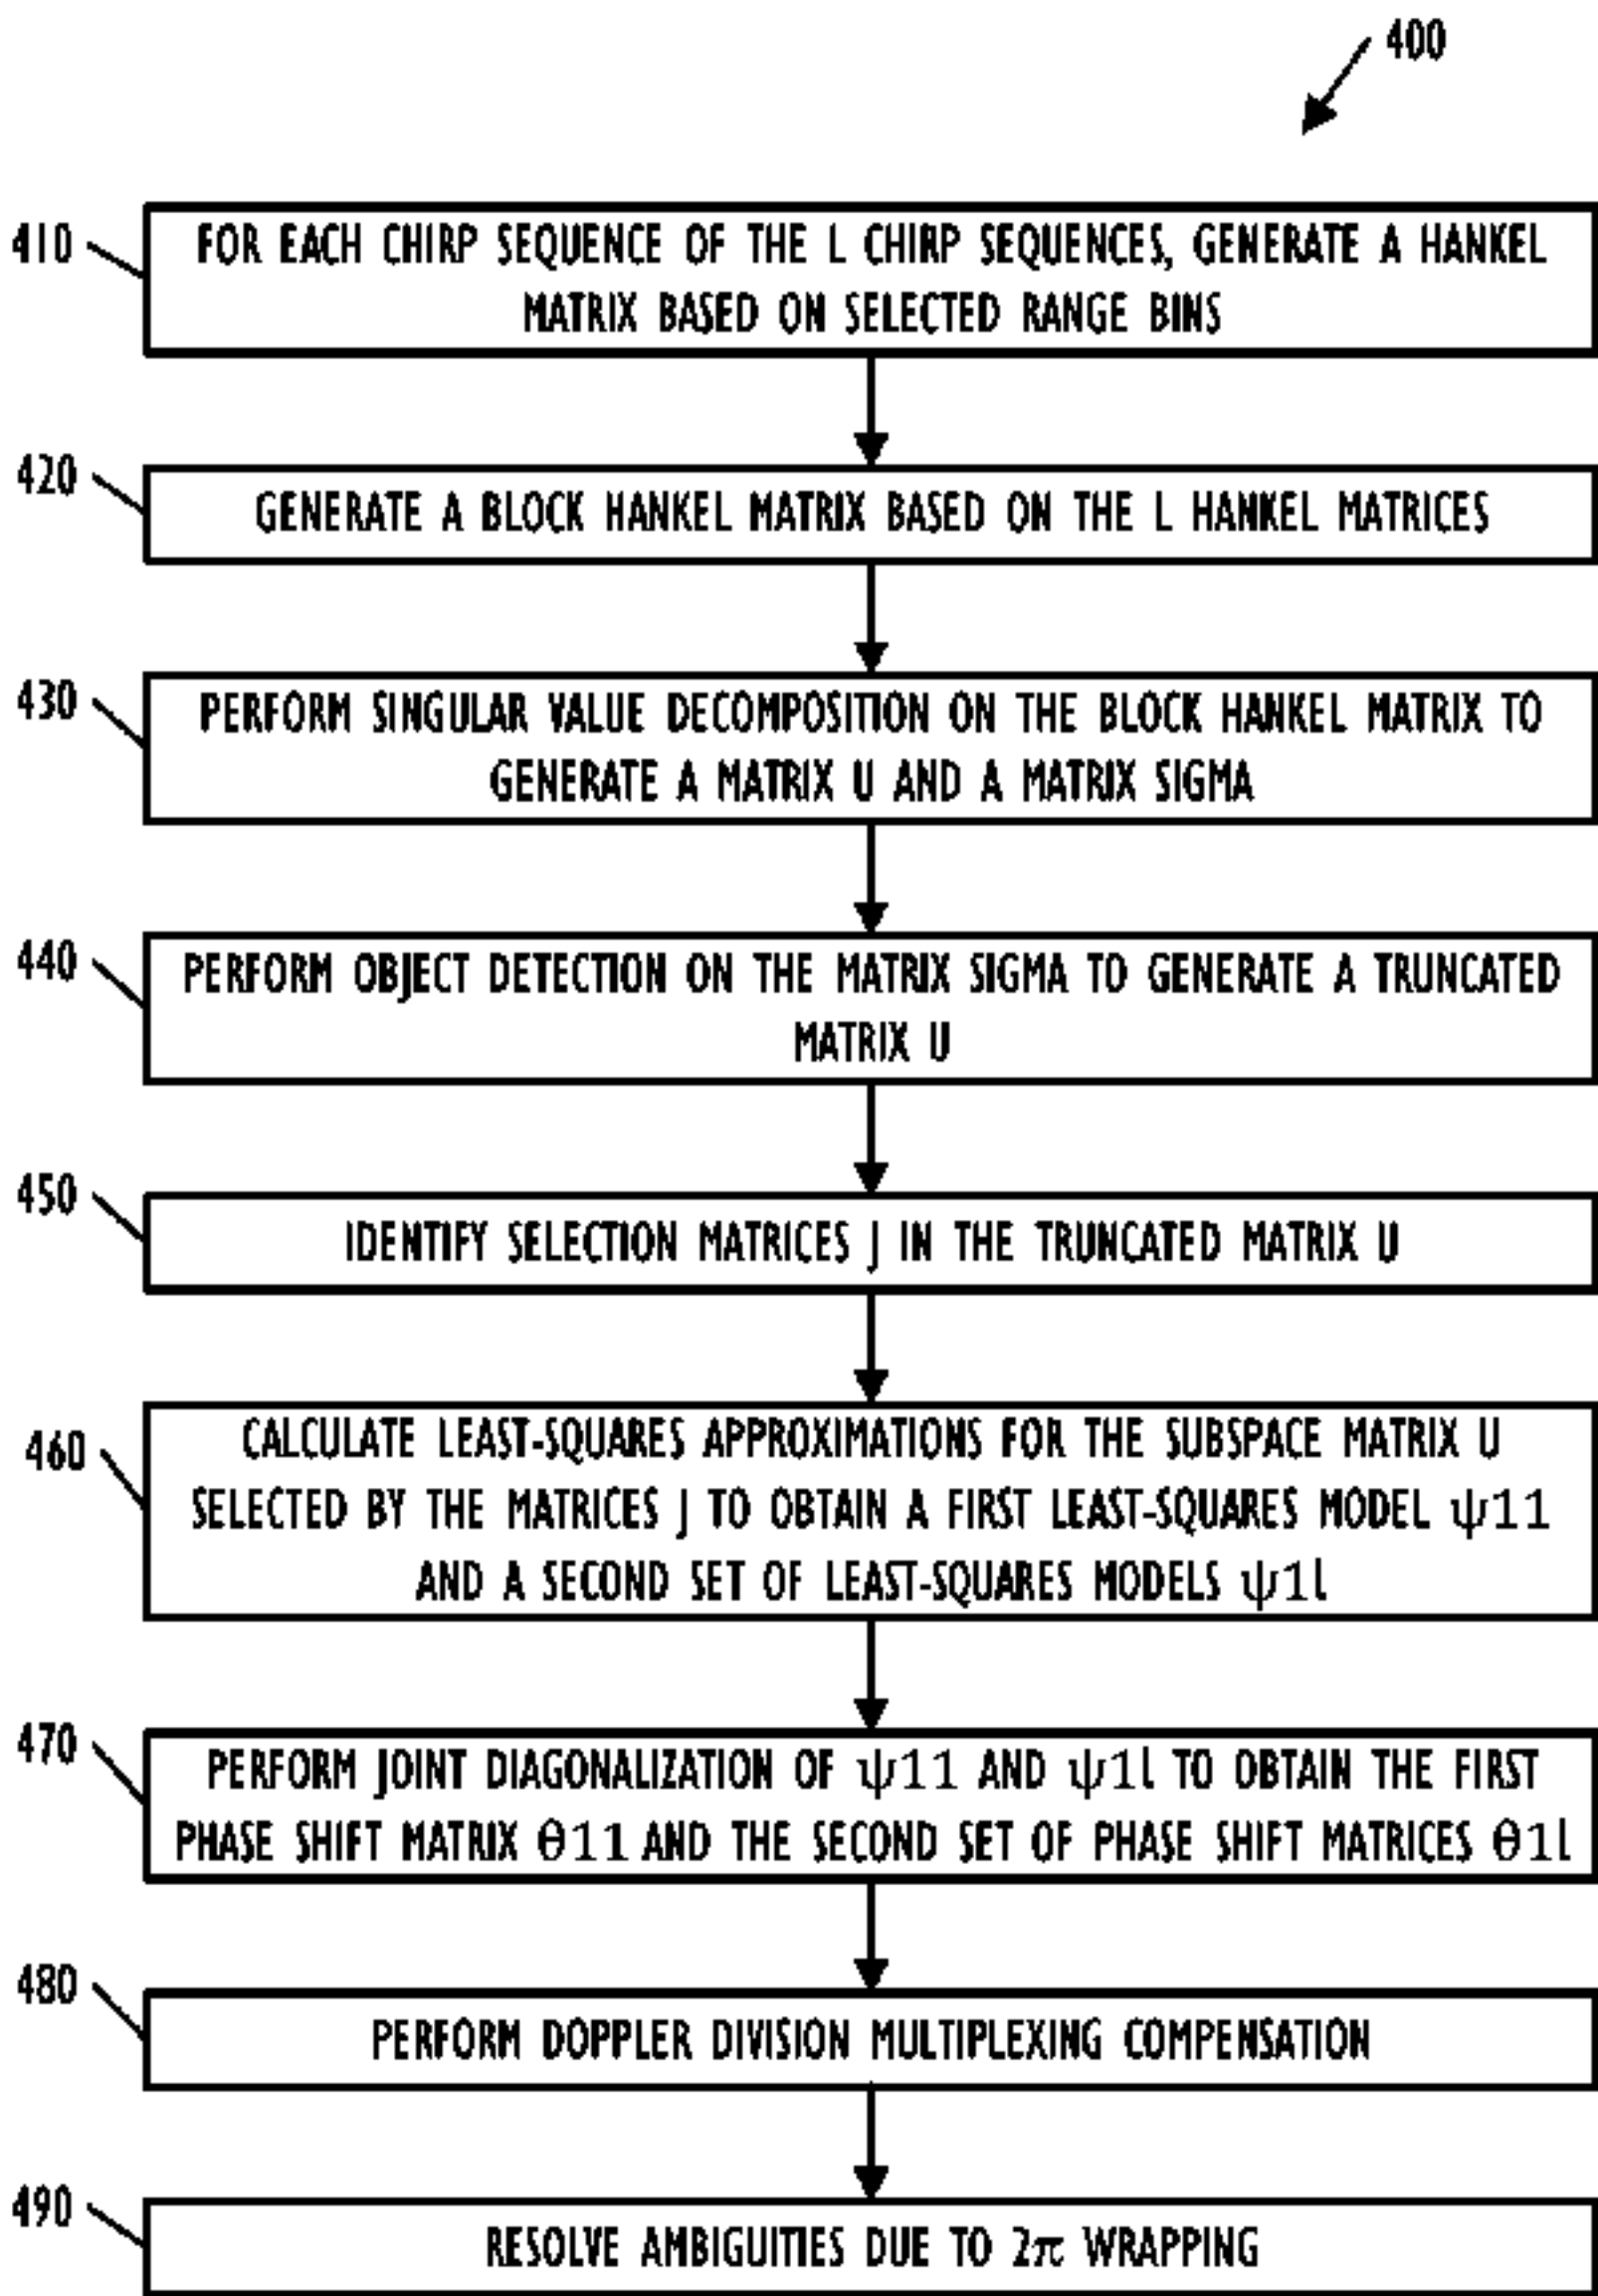 400
410
FOR EACH CHIRP SEQUENCE OF THE L CHIRP SEQUENCES, GENERATE A HANKEL
MATRIX BASED ON SELECTED RANGE BINS
420
GENERATE A BLOCK HANKEL MATRIX BASED ON THE L HANKEL MATRICES
430
PERFORM SINGULAR VALUE DECOMPOSITION ON THE BLOCK HANKEL MATRIX TO
GENERATE A MATRIX U AND A MATRIX SIGMA
440
PERFORM OBJECT DETECTION ON THE MATRIX SIGMA TO GENERATE A TRUNCATED
MATRIX U
450
IDENTIFY SELECTION MATRICES J IN THE TRUNCATED MATRIX U
460
CALCULATE LEAST-SQUARES APPROXIMATIONS FOR THE SUBSPACE MATRIX U
SELECTED BY THE MATRICES J TO OBTAIN A FIRST LEAST-SQUARES MODEL ψ11
AND A SECOND SET OF LEAST-SQUARES MODELS ψ1l
470
PERFORM JOINT DIAGONALIZATION OF ψ11 AND ψ1l TO OBTAIN THE FIRST
PHASE SHIFT MATRIX θ11 AND THE SECOND SET OF PHASE SHIFT MATRICES θ1l
480
PERFORM DOPPLER DIVISION MULTIPLEXING COMPENSATION
490
RESOLVE AMBIGUITIES DUE TO 2π WRAPPING